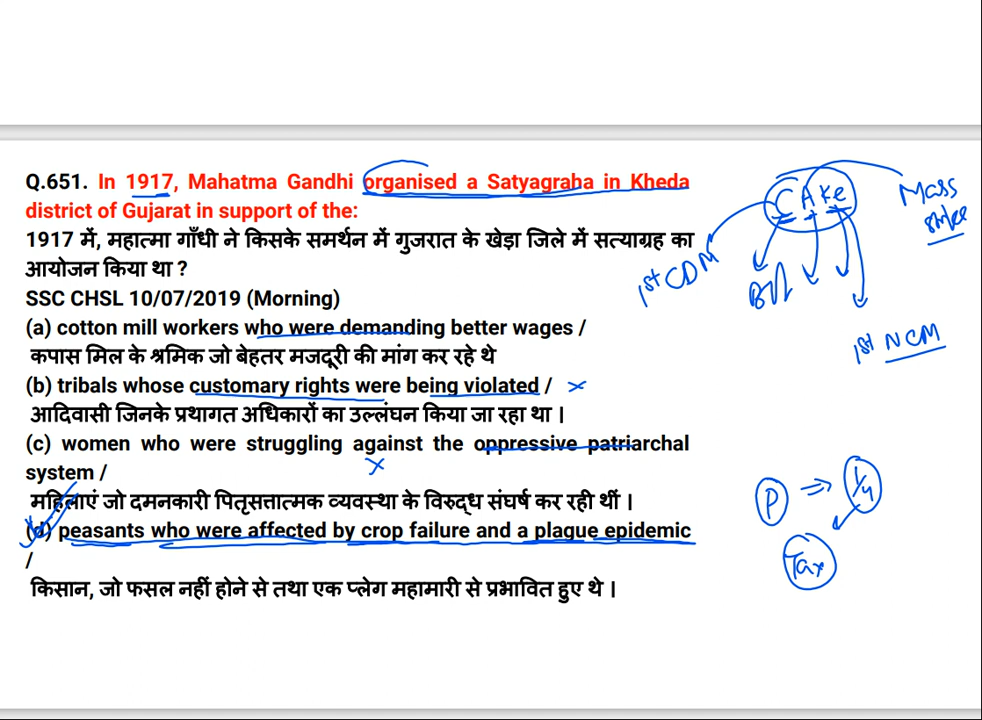 Q.651. In 1917, Mahatma Gandhi organised a Satyagraha in Kheda
district of Gujarat in support of the:
1917 में, महात्मा गाँधी ने किसके समर्थन में गुजरात के खेड़ा जिले में सत्याग्रह का
आयोजन किया था ?
SSC CHSL 10/07/2019 (Morning)
(a) cotton mill workers who were demanding better wages /
कपास मिल के श्रमिक जो बेहतर मजदूरी की मांग कर रहे थे
(b) tribals whose customary rights were being violated /
आदिवासी जिनके प्रथागत अधिकारों का उल्लंघन किया जा रहा था ।
(c) women who were struggling against the oppressive patriarchal
system /
महिलाएं जो दमनकारी पितृसत्तात्मक व्यवस्था के विरुद्ध संघर्ष कर रही थीं ।
(d) peasants who were affected by crop failure and a plague epidemic
/
किसान, जो फसल नहीं होने से तथा एक प्लेग महामारी से प्रभावित हुए थे ।
CAKe
Mass
1st CDM
1st NCM
P ⇒ 1/4
Tax